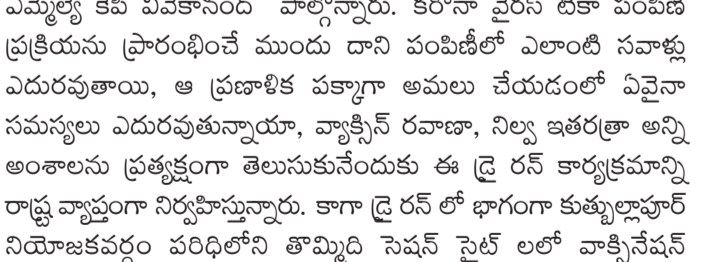 ఎమ్మెల్యే కెపి వివేకానంద పాల్గొన్నారు. కరోనా వైరస్ టీకా పంపిణీ
ప్రక్రియను ప్రారంభించే ముందు దాని పంపిణీలో ఎలాంటి సవాళ్లు
ఎదురవుతాయి, ఆ ప్రణాళిక పక్కాగా అమలు చేయడంలో ఏవైనా
సమస్యలు ఎదురవుతున్నాయా, వ్యాక్సిన్ రవాణా, నిల్వ ఇతరత్రా అన్ని
అంశాలను ప్రత్యక్షంగా తెలుసుకునేందుకు ఈ డ్రై రన్ కార్యక్రమాన్ని
రాష్ట్ర వ్యాప్తంగా నిర్వహిస్తున్నారు. కాగా డ్రై రన్ లో భాగంగా కుత్బుల్లాపూర్
నియోజకవర్గం పరిధిలోని తొమ్మిది సెషన్ సైట్ లలో వాక్సినేషన్